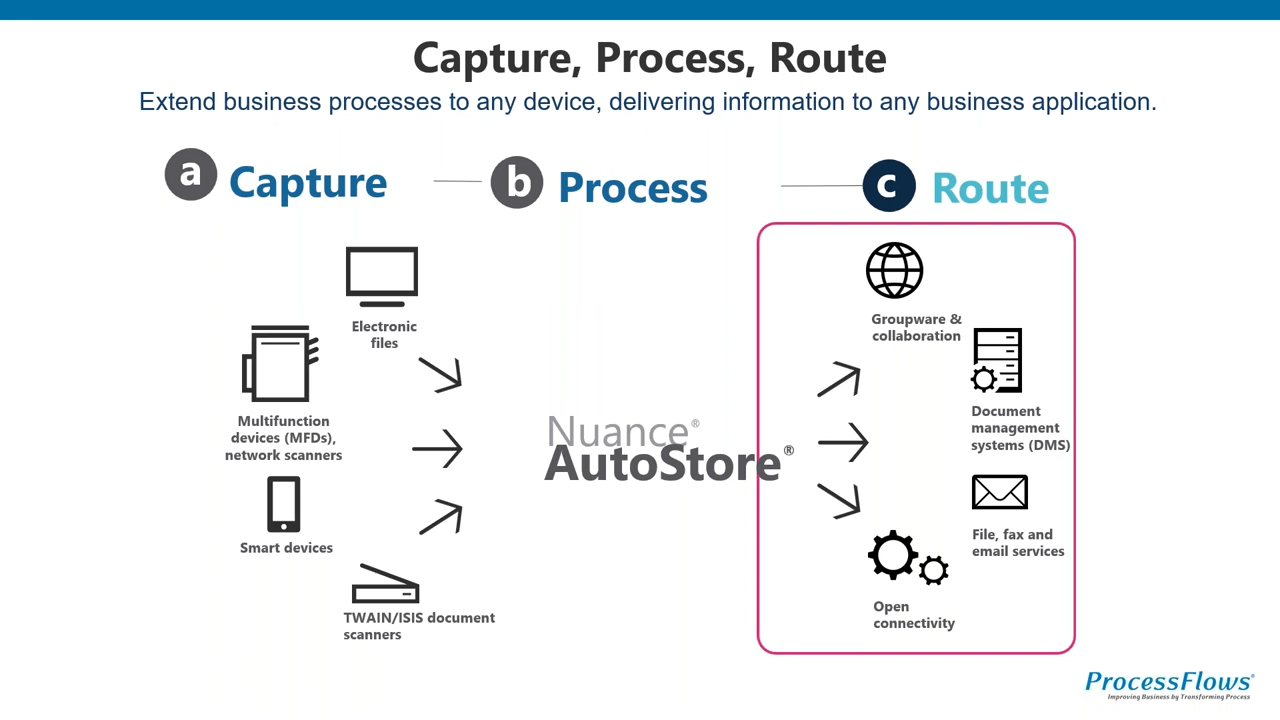 Capture, Process, Route
Extend business processes to any device, delivering information to any business application.
a Capture
b Process
c Route
Electronic
files
Multifunction
devices (MFDs),
network scanners
Smart devices
TWAIN/ISIS document
scanners
Nuance®
AutoStore®
Groupware &
collaboration
Document
management
systems (DMS)
File, fax and
email services
Open
connectivity
ProcessFlows®
Improving Business by Transforming Process